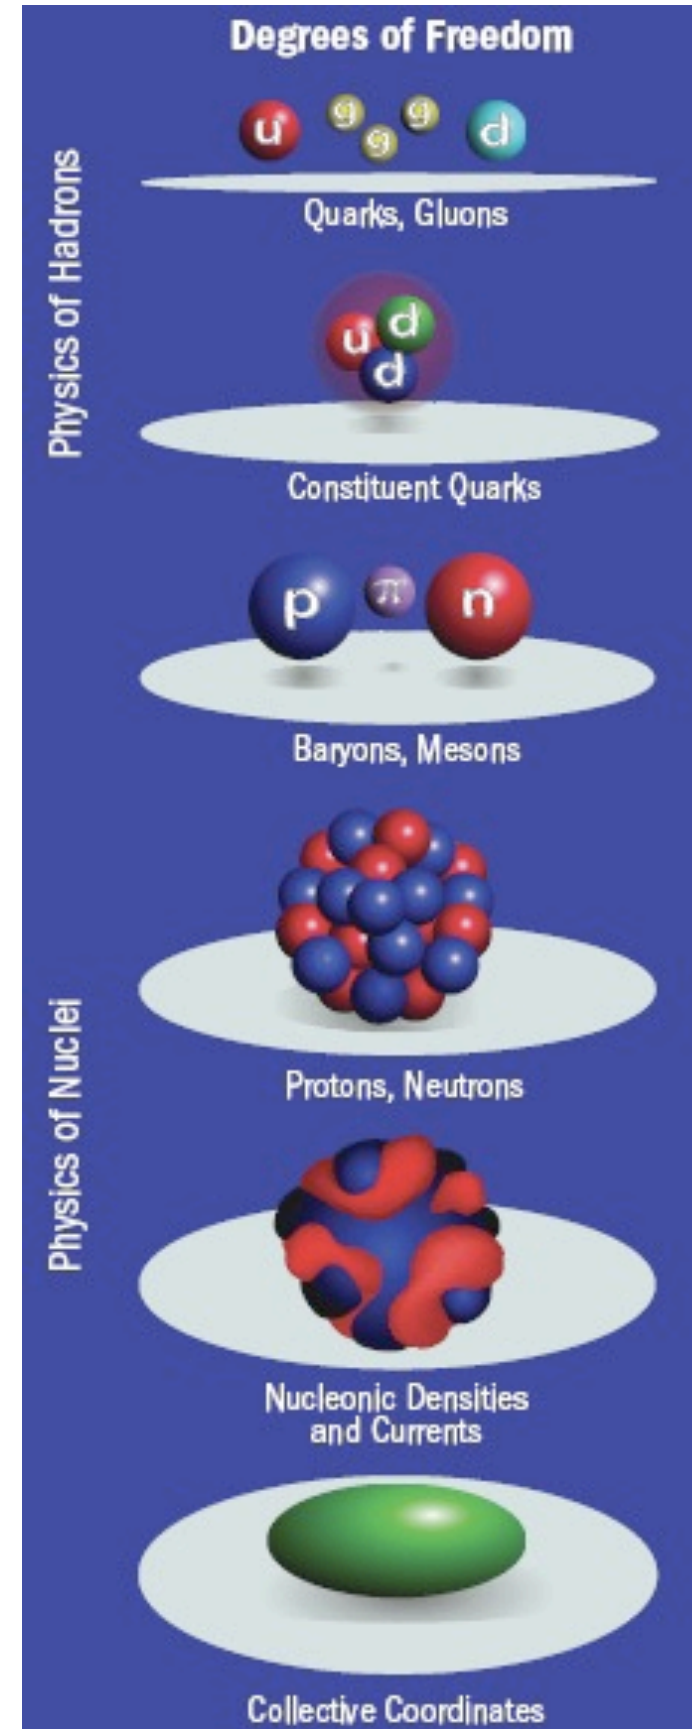 Degrees of Freedom
u g g g d
Quarks, Gluons
Physics of Hadrons
u d
d
Constituent Quarks
p π n
Baryons, Mesons
Protons, Neutrons
Physics of Nuclei
Nucleonic Densities
and Currents
Collective Coordinates